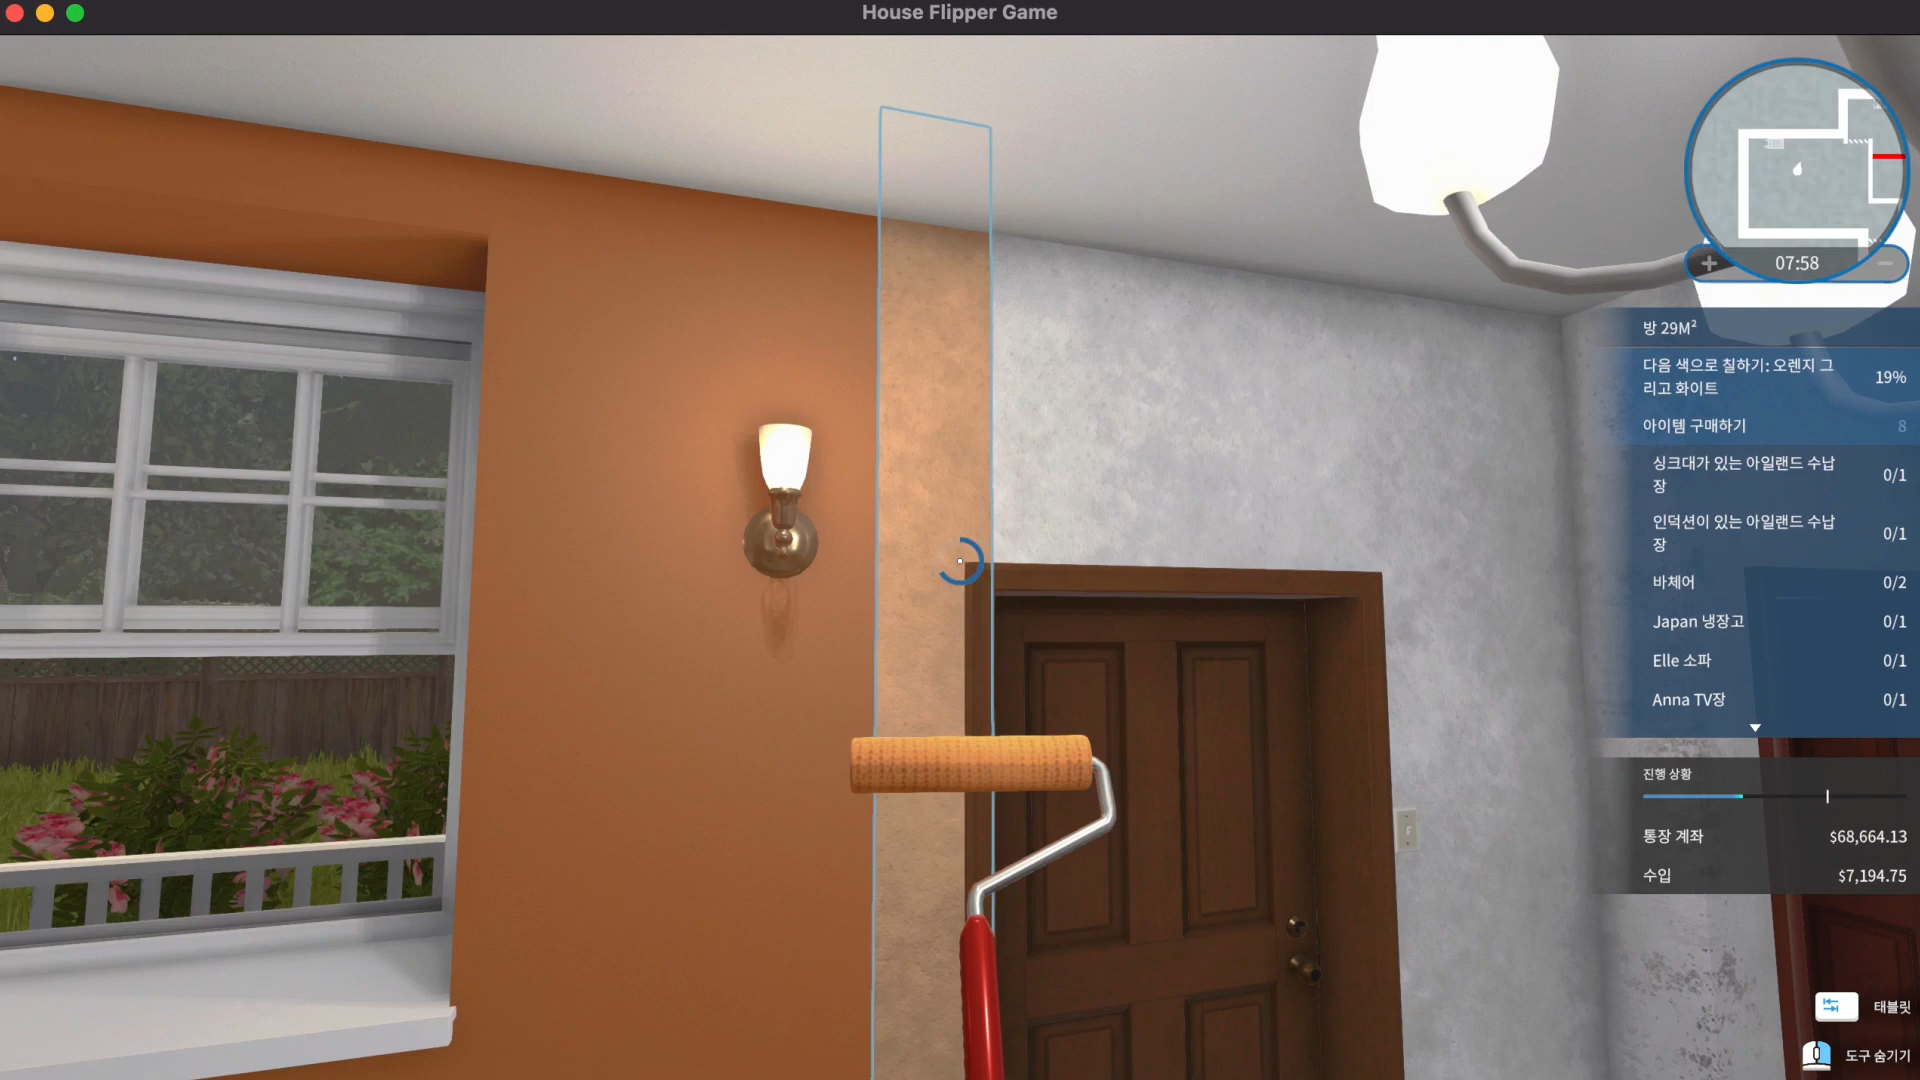 House Flipper Game
07:58
방 29M²
다음 색으로 칠하기: 오렌지 그
리고 화이트 19%
아이템 구매하기 8
싱크대가 있는 아일랜드 수납
장 0/1
인덕션이 있는 아일랜드 수납
장 0/1
바체어 0/2
Japan 냉장고 0/1
Elle 소파 0/1
Anna TV장 0/1
진행 상황
통장 계좌 $68,664.13
수입 $7,194.75
태블릿
도구 숨기기